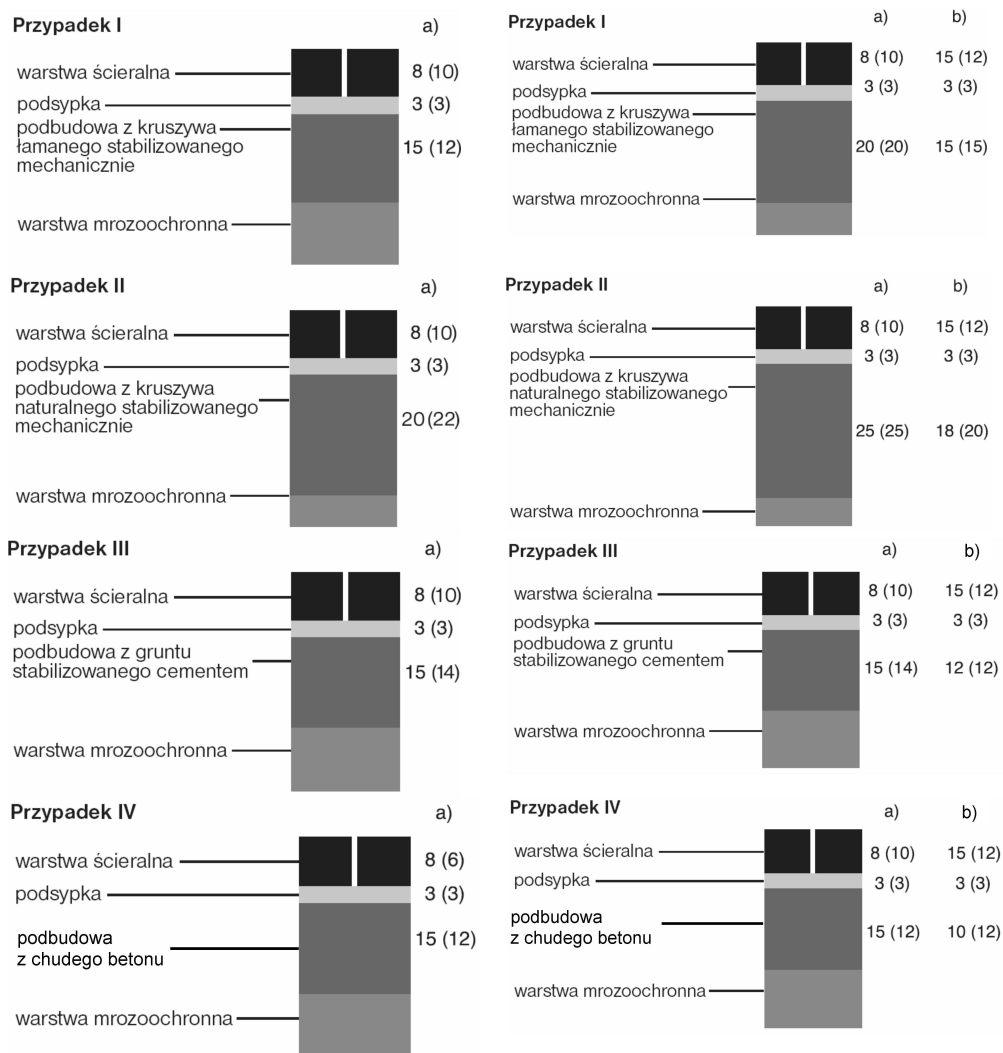 Przypadek I a)
warstwa ścieralna 8 (10)
podsypka 3 (3)
podbudowa z kruszywa
łamanego stabilizowanego 15 (12)
mechanicznie
warstwa mrozoochronna
Przypadek II a)
warstwa ścieralna 8 (10)
podsypka 3 (3)
podbudowa z kruszywa
naturalnego stabilizowanego 20 (22)
mechanicznie
warstwa mrozoochronna
Przypadek III a)
warstwa ścieralna 8 (10)
podsypka 3 (3)
podbudowa z gruntu
stabilizowanego cementem 15 (14)
warstwa mrozoochronna
Przypadek IV a)
warstwa ścieralna 8 (6)
podsypka 3 (3)
podbudowa 15 (12)
z chudego betonu
warstwa mrozoochronna
Przypadek I a) b)
warstwa ścieralna 8 (10) 15 (12)
podsypka 3 (3) 3 (3)
podbudowa z kruszywa
łamanego stabilizowanego
mechanicznie 20 (20) 15 (15)
warstwa mrozoochronna
Przypadek II a) b)
warstwa ścieralna 8 (10) 15 (12)
podsypka 3 (3) 3 (3)
podbudowa z kruszywa
naturalnego stabilizowanego
mechanicznie 25 (25) 18 (20)
warstwa mrozoochronna
Przypadek III a) b)
warstwa ścieralna 8 (10) 15 (12)
podsypka 3 (3) 3 (3)
podbudowa z gruntu
stabilizowanego cementem 15 (14) 12 (12)
warstwa mrozoochronna
Przypadek IV a) b)
warstwa ścieralna 8 (10) 15 (12)
podsypka 3 (3) 3 (3)
podbudowa
z chudego betonu 15 (12) 10 (12)
warstwa mrozoochronna